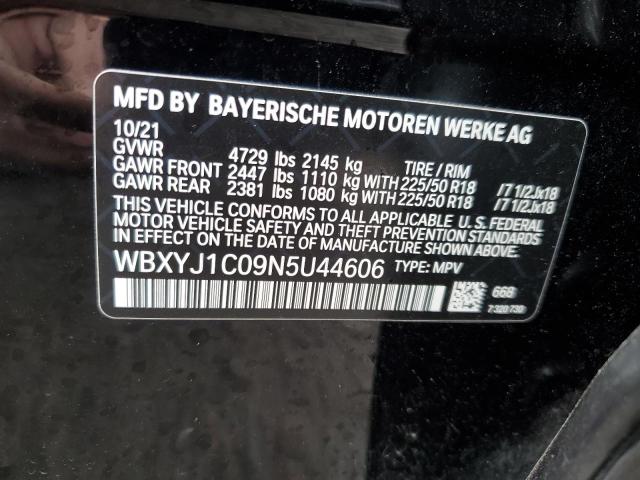 MFD BY BAYERISCHE MOTOREN WERKE AG
10/21
GVWR 4729 lbs 2145 kg TIRE / RIM
GAWR FRONT 2447 lbs 1110 kg WITH 225/50 R18 /7 1/2Jx18
GAWR REAR 2381 lbs 1080 kg WITH 225/50 R18 /7 1/2Jx18
THIS VEHICLE CONFORMS TO ALL APPLICABLE U.S. FEDERAL
MOTOR VEHICLE SAFETY AND THEFT PREVENTION STANDARDS
IN EFFECT ON THE DATE OF MANUFACTURE SHOWN ABOVE.
WBXYJ1C09N5U44606 TYPE: MPV
668
7 320 730